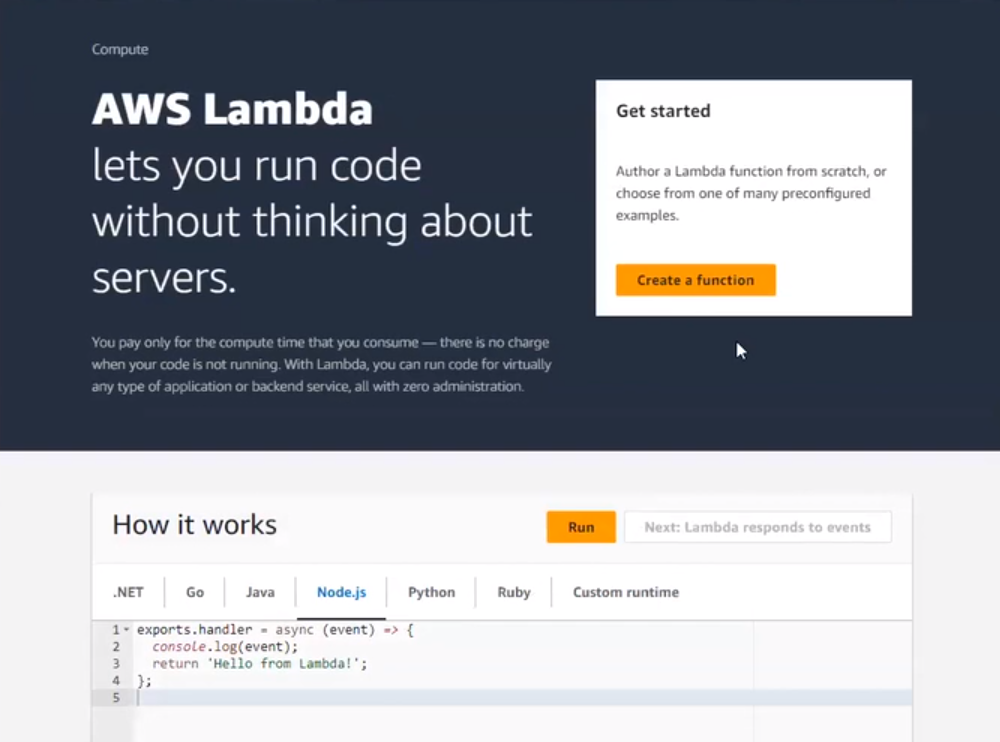 Compute
AWS Lambda
lets you run code
without thinking about
servers.
You pay only for the compute time that you consume — there is no charge
when your code is not running. With Lambda, you can run code for virtually
any type of application or backend service, all with zero administration.
Get started
Author a Lambda function from scratch, or
choose from one of many preconfigured
examples.
Create a function
How it works
Run
Next: Lambda responds to events
.NET
Go
Java
Node.js
Python
Ruby
Custom runtime
1 exports.handler = async (event) => {
2 console.log(event);
3 return 'Hello from Lambda!';
4 };
5